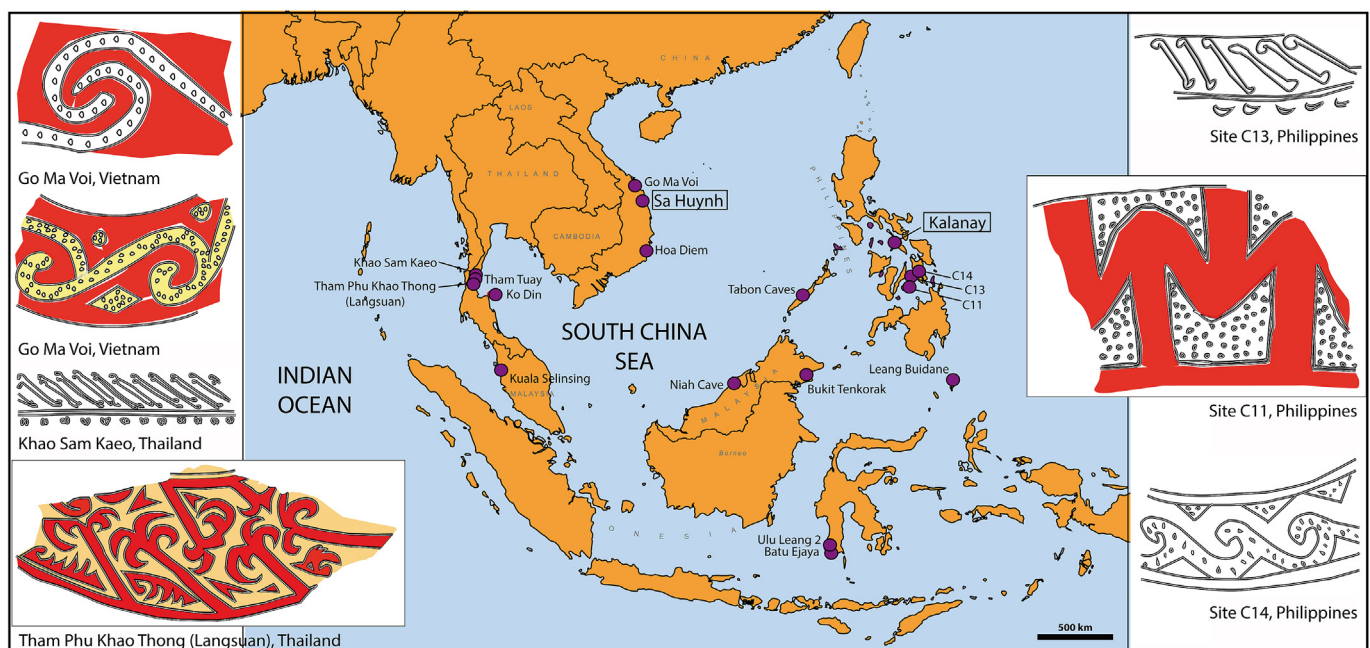 Go Ma Voi, Vietnam
Go Ma Voi, Vietnam
Khao Sam Kaeo, Thailand
Tham Phu Khao Thong (Langsuan), Thailand
CHINA
LAOS
THAILAND
CAMBODIA
PHILIPPINES
Go Ma Voi
Sa Huynh
Hoa Diem
Khao Sam Kaeo
Tham Tuay
Tham Phu Khao Thong
(Langsuan)
Ko Din
Kalanay
C14
C13
C11
Tabon Caves
SOUTH CHINA
SEA
INDIAN
OCEAN
Kuala Selinsing
MALAYSIA
Niah Cave
MALAYSIA
Bukit Tenkorak
Leang Buidane
Borneo
ONESIA
Ulu Leang 2
Batu Ejaya
500 km
Site C13, Philippines
Site C11, Philippines
Site C14, Philippines